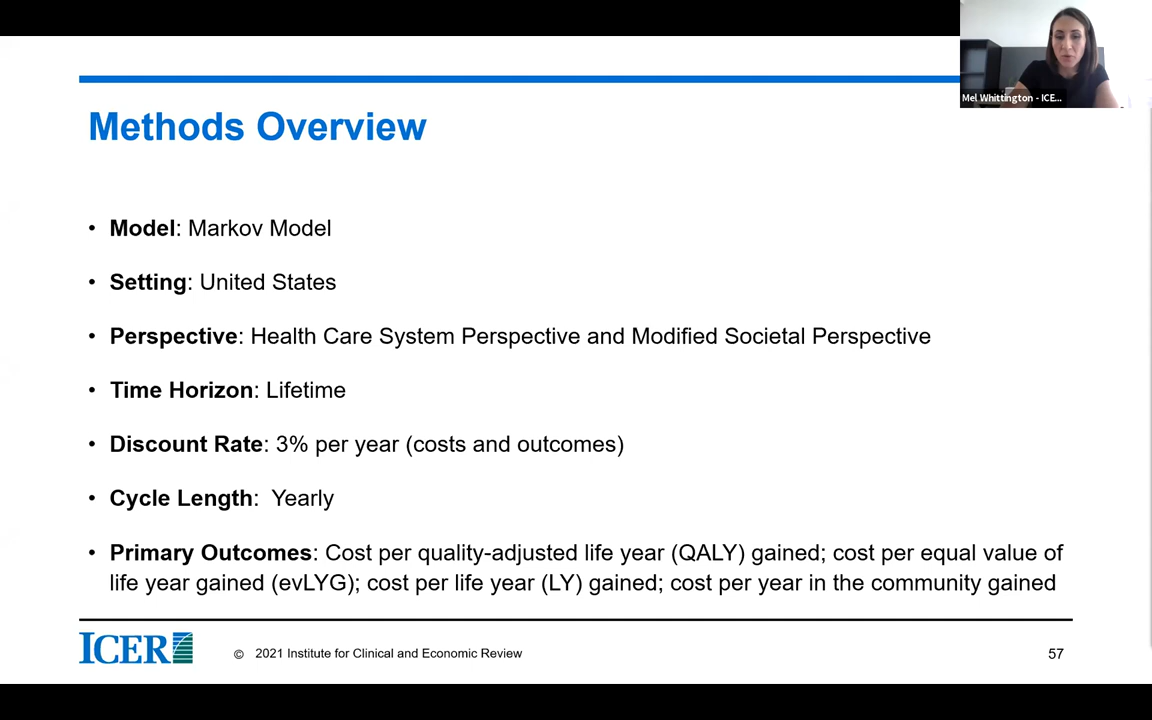 Mel Whittington - ICE...
Methods Overview
• Model: Markov Model
• Setting: United States
• Perspective: Health Care System Perspective and Modified Societal Perspective
• Time Horizon: Lifetime
• Discount Rate: 3% per year (costs and outcomes)
• Cycle Length:  Yearly
• Primary Outcomes: Cost per quality-adjusted life year (QALY) gained; cost per equal value of
life year gained (evLYG); cost per life year (LY) gained; cost per year in the community gained
ICER
© 2021 Institute for Clinical and Economic Review
57